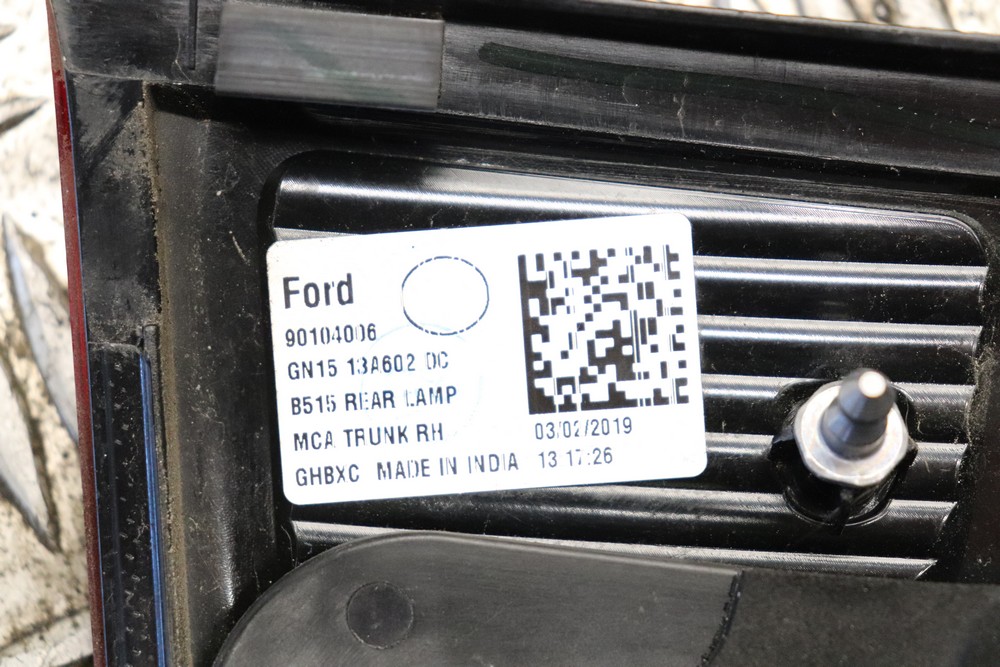 Ford
90104006
GN15 13A602 DC
B515 REAR LAMP
MCA TRUNK RH 03/02/2019
GHBXC MADE IN INDIA 13 17:26